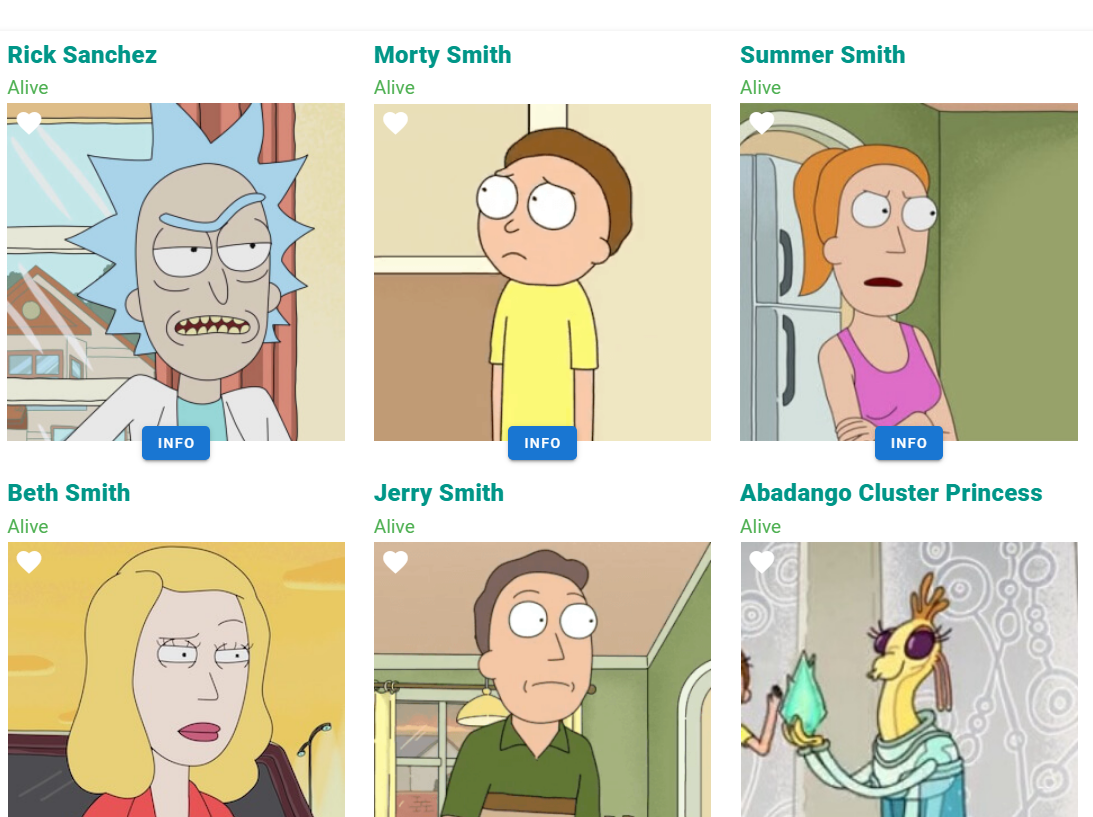 Rick Sanchez
Alive
INFO
Morty Smith
Alive
INFO
Summer Smith
Alive
INFO
Beth Smith
Alive
Jerry Smith
Alive
Abadango Cluster Princess
Alive